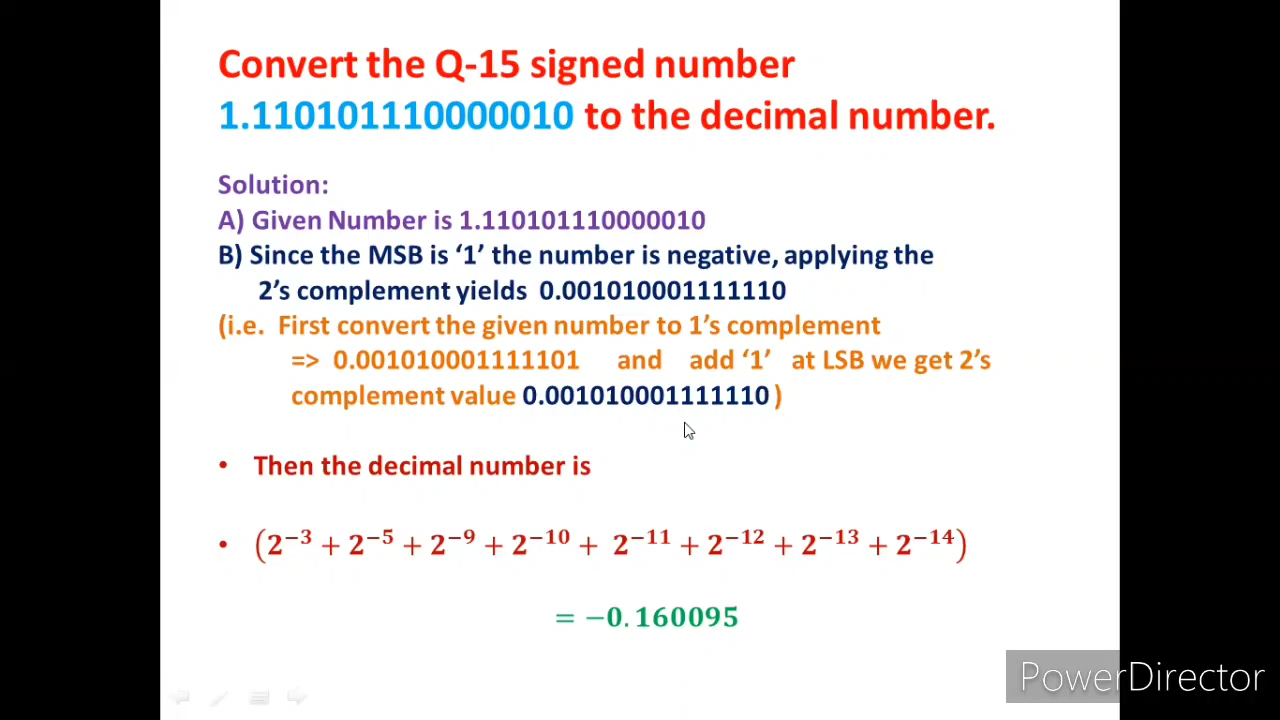 Convert the Q-15 signed number
1.110101110000010 to the decimal number.
Solution:
A) Given Number is 1.110101110000010
B) Since the MSB is ‘1’ the number is negative, applying the
2’s complement yields 0.001010001111110
(i.e. First convert the given number to 1’s complement
=> 0.001010001111101 and add ‘1’ at LSB we get 2’s
complement value 0.001010001111110 )
• Then the decimal number is
• (2⁻³ + 2⁻⁵ + 2⁻⁹ + 2⁻¹⁰ + 2⁻¹¹ + 2⁻¹² + 2⁻¹³ + 2⁻¹⁴)
= −0.160095
PowerDirector